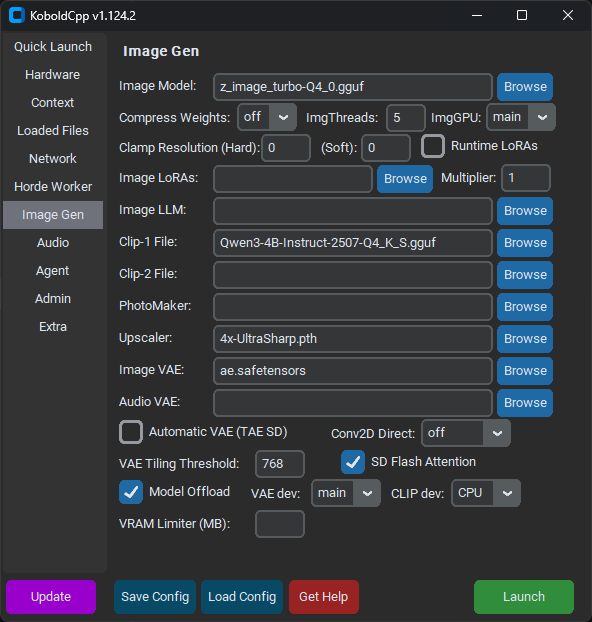 KoboldCpp v1.124.2
Quick Launch
Hardware
Context
Loaded Files
Network
Horde Worker
Image Gen
Audio
Agent
Admin
Extra
Image Gen
Image Model: z_image_turbo-Q4_0.gguf Browse
Compress Weights: off ImgThreads: 5 ImgGPU: main
Clamp Resolution (Hard): 0 (Soft): 0 Runtime LoRAs
Image LoRAs: Browse Multiplier: 1
Image LLM: Browse
Clip-1 File: Qwen3-4B-Instruct-2507-Q4_K_S.gguf Browse
Clip-2 File: Browse
PhotoMaker: Browse
Upscaler: 4x-UltraSharp.pth Browse
Image VAE: ae.safetensors Browse
Audio VAE: Browse
Automatic VAE (TAE SD) Conv2D Direct: off
VAE Tiling Threshold: 768 SD Flash Attention
Model Offload VAE dev: main CLIP dev: CPU
VRAM Limiter (MB):
Update Save Config Load Config Get Help Launch